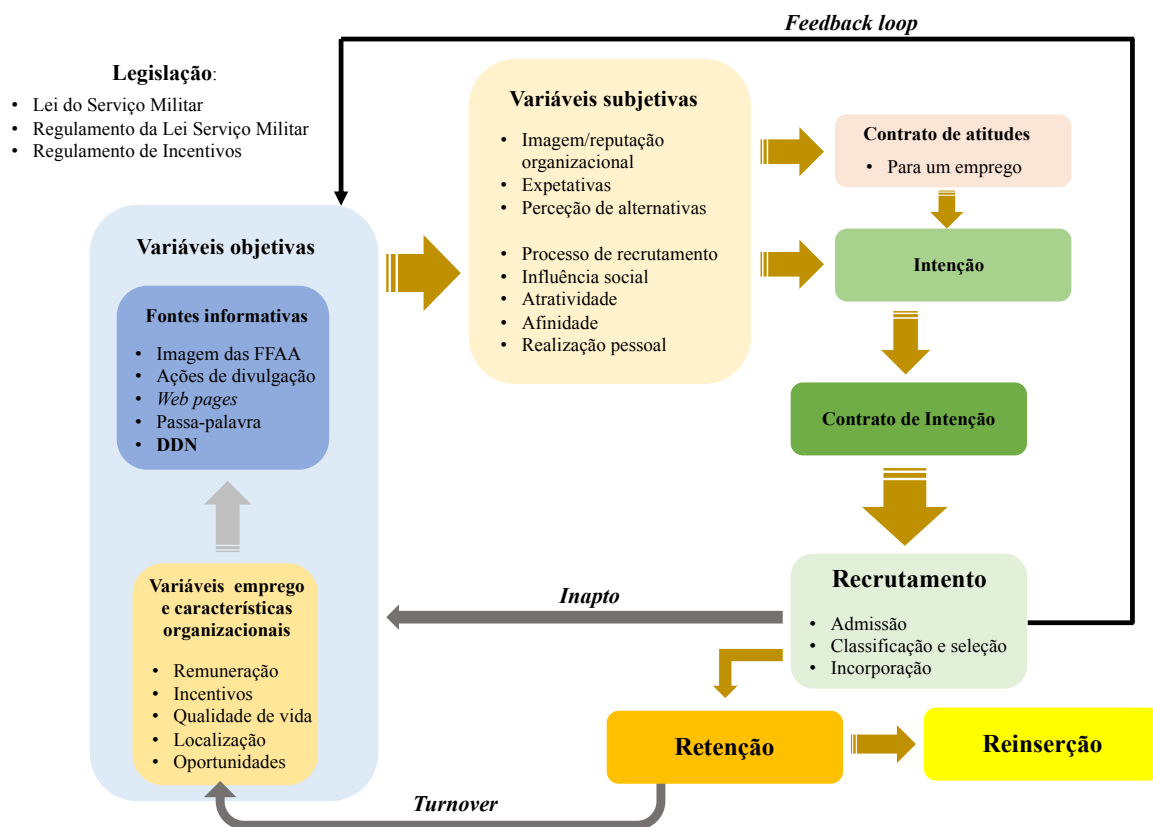 Feedback loop
Legislação:
• Lei do Serviço Militar
• Regulamento da Lei Serviço Militar
• Regulamento de Incentivos
Variáveis objetivas
Fontes informativas
• Imagem das FFAA
• Ações de divulgação
• Web pages
• Passa-palavra
• DDN
Variáveis emprego
e características
organizacionais
• Remuneração
• Incentivos
• Qualidade de vida
• Localização
• Oportunidades
Variáveis subjetivas
• Imagem/reputação
organizacional
• Expetativas
• Perceção de alternativas
• Processo de recrutamento
• Influência social
• Atratividade
• Afinidade
• Realização pessoal
Contrato de atitudes
• Para um emprego
Intenção
Contrato de Intenção
Recrutamento
• Admissão
• Classificação e seleção
• Incorporação
Inapto
Retenção
Reinserção
Turnover